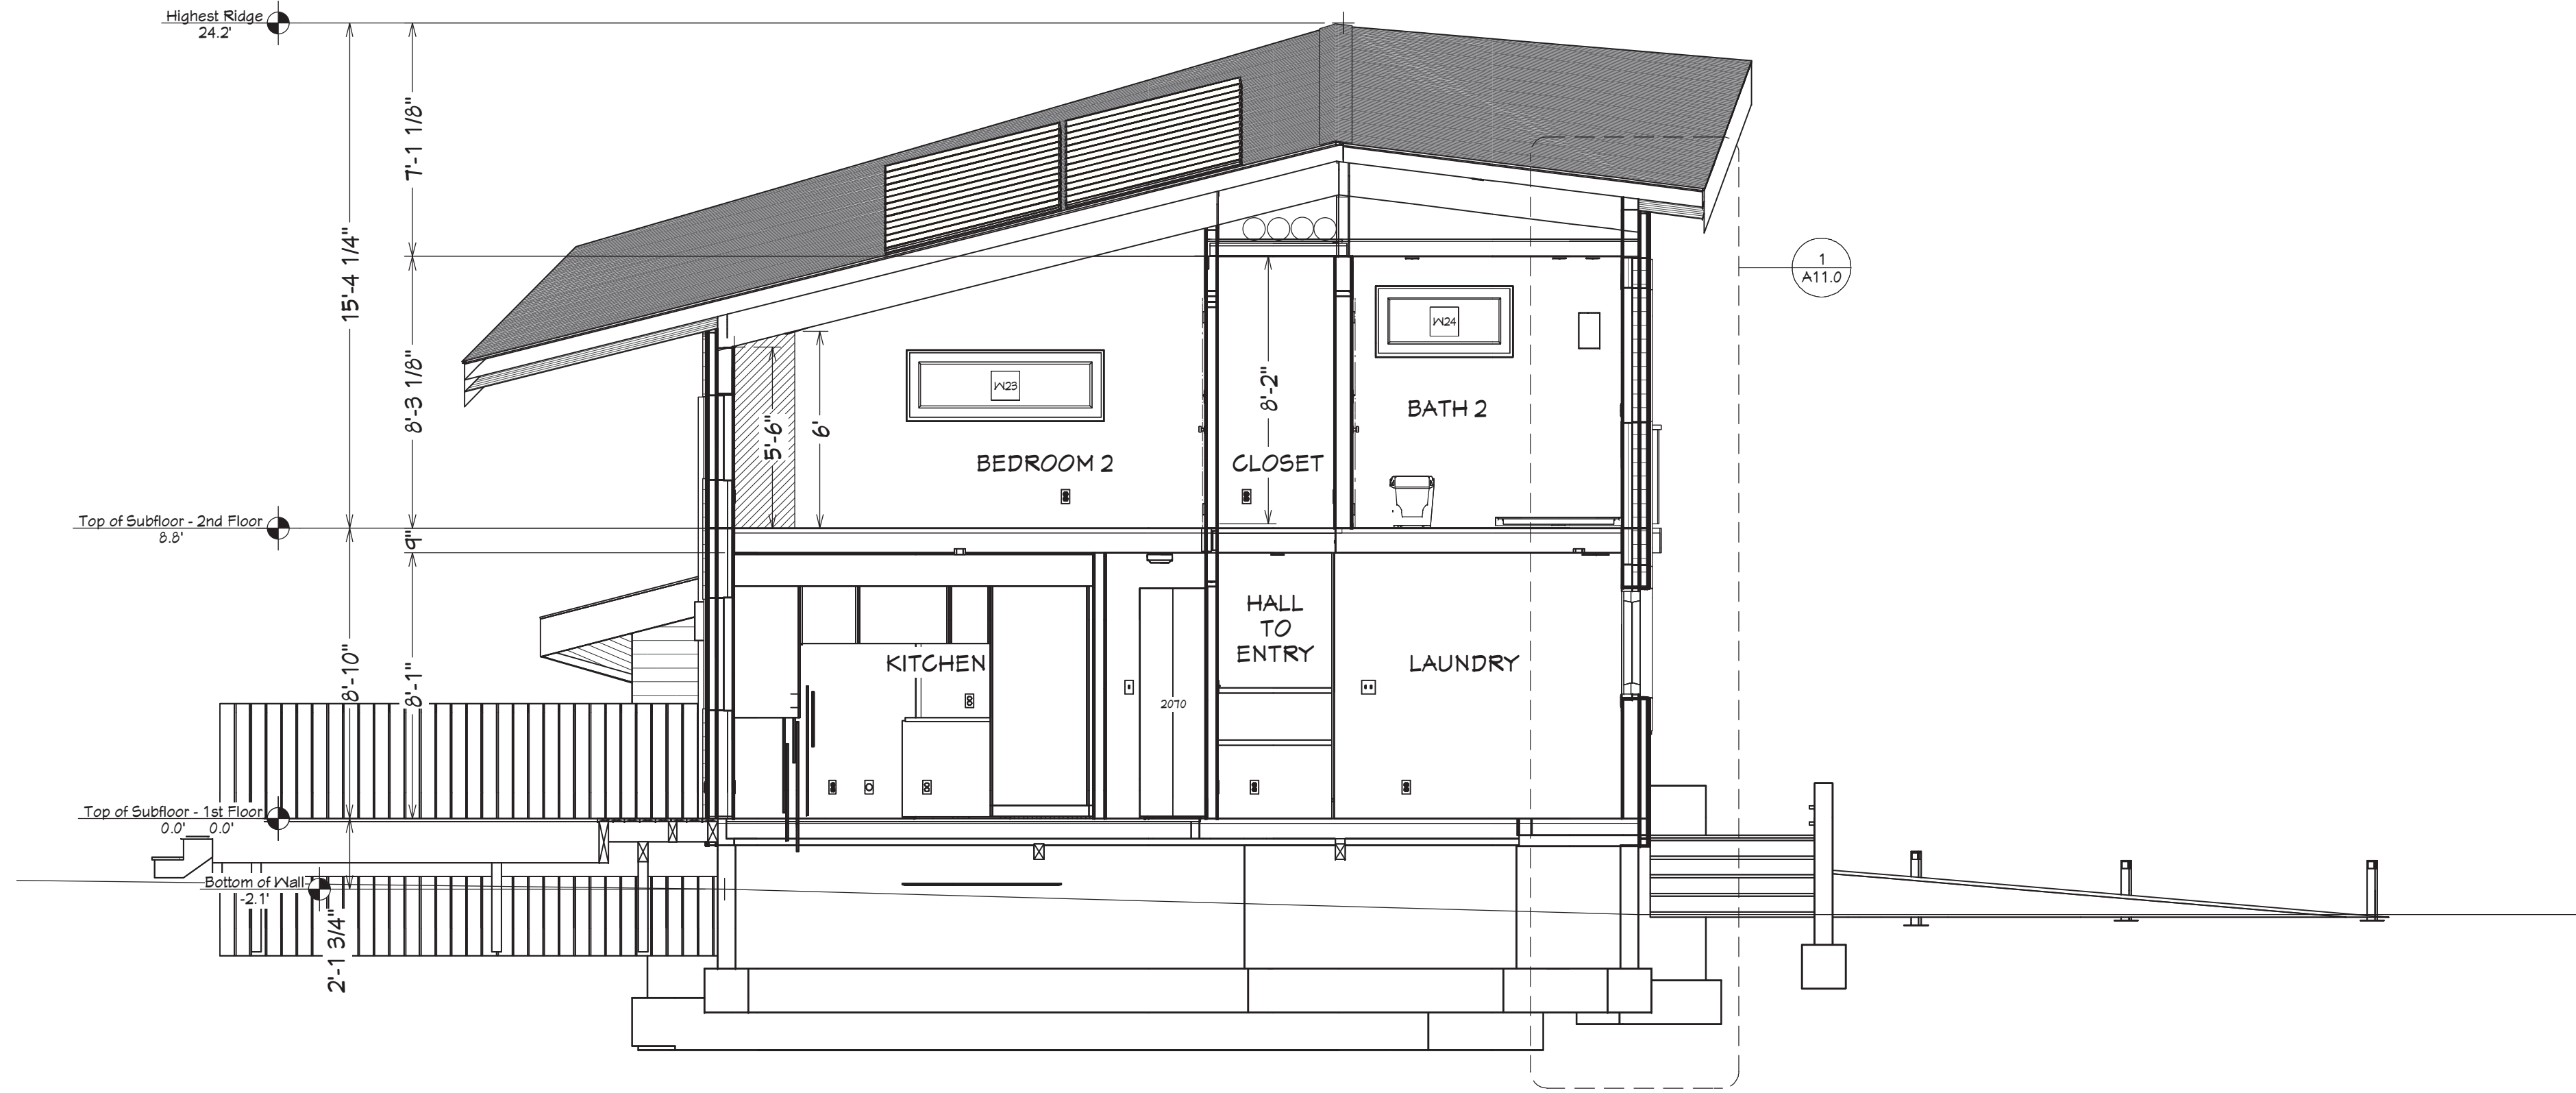 Highest Ridge
24.2'
7'-1 1/8"
15'-4 1/4"
8'-3 1/8"
1
A11.0
W24
W23
BATH 2
5'-6"
6'
8'-2"
BEDROOM 2
CLOSET
Top of Subfloor - 2nd Floor
8.8'
9"
HALL
TO
ENTRY
KITCHEN
LAUNDRY
8'-10"
8'-1"
2070
Top of Subfloor - 1st Floor
0.0' 0.0'
Bottom of Wall
-2.1'
2'-1 3/4"